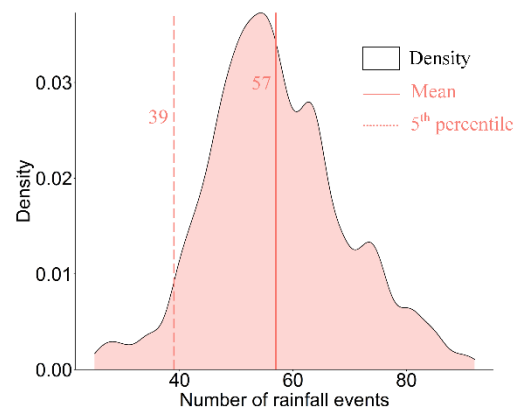 0.03
0.02
0.01
0.00
Density
39
57
Density
Mean
5th percentile
40
60
80
Number of rainfall events